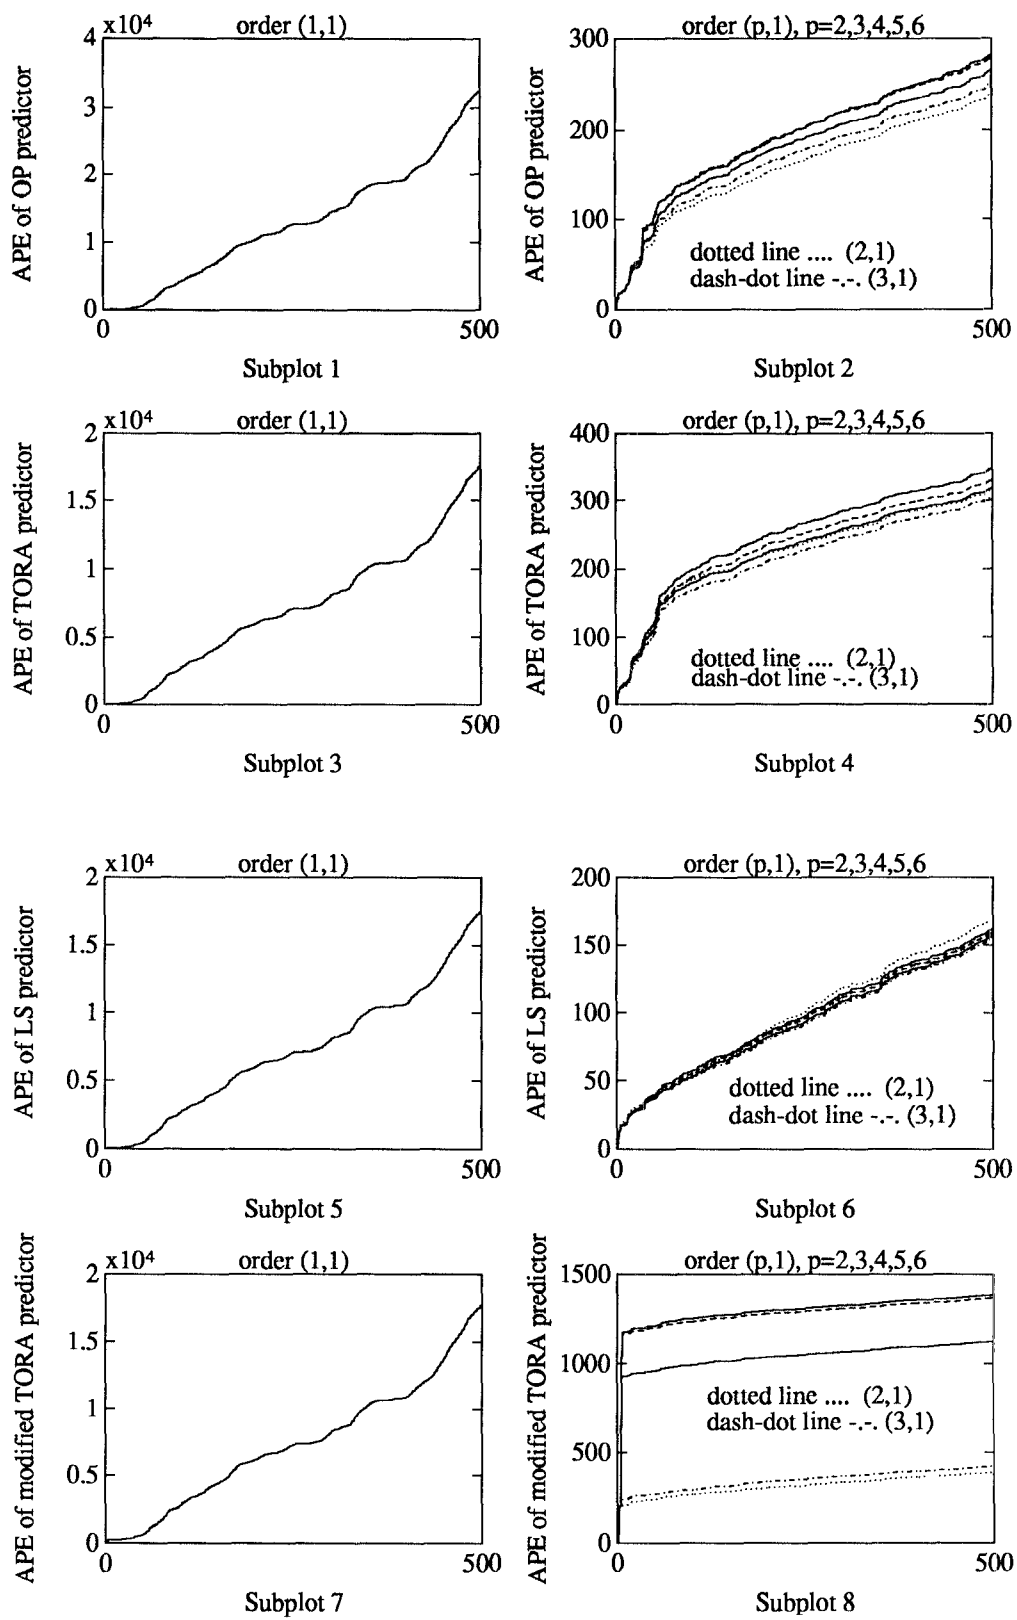 x10⁴ order (1,1)
APE of OP predictor
4
3
2
1
0
0 500
Subplot 1
order (p,1), p=2,3,4,5,6
APE of OP predictor
300
200
100
0
dotted line .... (2,1)
dash-dot line -.-. (3,1)
0 500
Subplot 2
x10⁴ order (1,1)
APE of TORA predictor
2
1.5
1
0.5
0
0 500
Subplot 3
order (p,1), p=2,3,4,5,6
APE of TORA predictor
400
300
200
100
0
dotted line .... (2,1)
dash-dot line -.-. (3,1)
0 500
Subplot 4
x10⁴ order (1,1)
APE of LS predictor
2
1.5
1
0.5
0
0 500
Subplot 5
order (p,1), p=2,3,4,5,6
APE of LS predictor
200
150
100
50
0
dotted line .... (2,1)
dash-dot line -.-. (3,1)
0 500
Subplot 6
x10⁴ order (1,1)
APE of modified TORA predictor
2
1.5
1
0.5
0
0 500
Subplot 7
order (p,1), p=2,3,4,5,6
APE of modified TORA predictor
1500
1000
500
0
dotted line .... (2,1)
dash-dot line -.-. (3,1)
0 500
Subplot 8